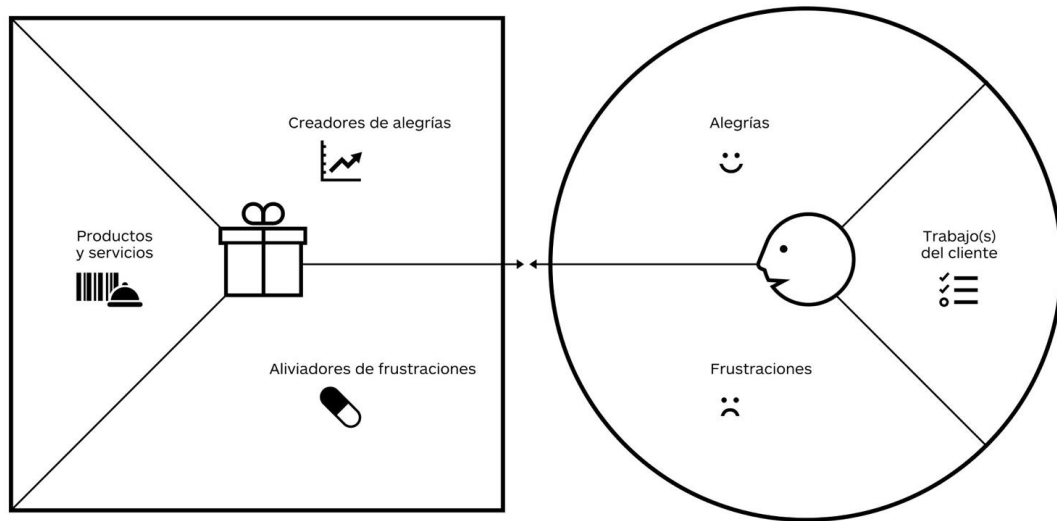 Creadores de alegrías
Productos
y servicios
Aliviadores de frustraciones
Alegrías
Trabajo(s)
del cliente
Frustraciones